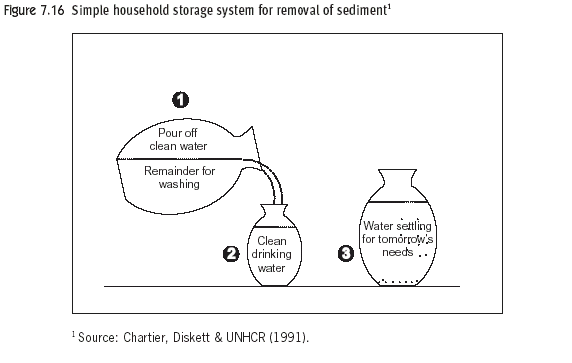 Figure 7.16 Simple household storage system for removal of sediment¹
1
Pour off
clean water
Remainder for
washing
2
Clean
drinking
water
3
Water settling
for tomorrow's
needs
¹ Source: Chartier, Diskett & UNHCR (1991).